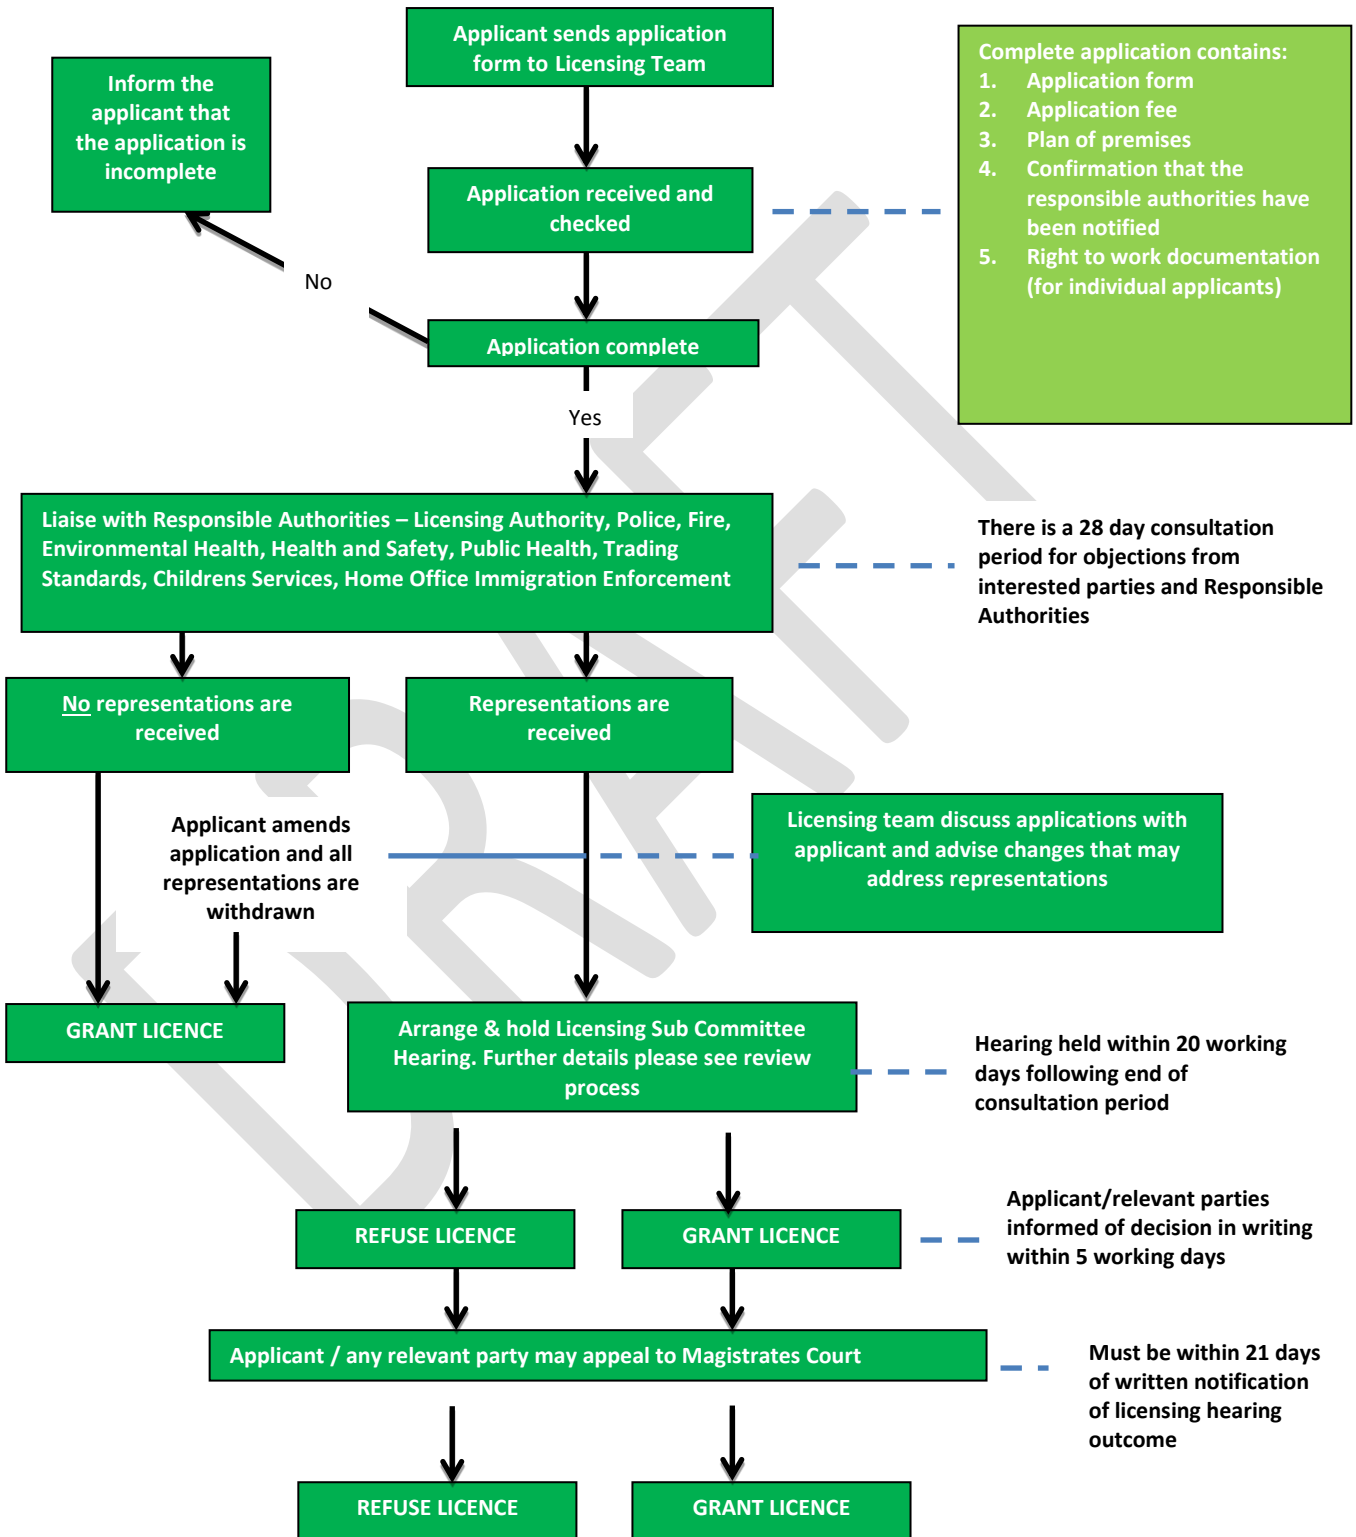 Applicant sends application
form to Licensing Team
Complete application contains:
1. Application form
2. Application fee
3. Plan of premises
4. Confirmation that the
responsible authorities have
been notified
5. Right to work documentation
(for individual applicants)
Inform the
applicant that
the application is
incomplete
Application received and
checked
No
Application complete
Yes
Liaise with Responsible Authorities – Licensing Authority, Police, Fire,
Environmental Health, Health and Safety, Public Health, Trading
Standards, Childrens Services, Home Office Immigration Enforcement
There is a 28 day consultation
period for objections from
interested parties and Responsible
Authorities
No representations are
received
Representations are
received
Applicant amends
application and all
representations are
withdrawn
Licensing team discuss applications with
applicant and advise changes that may
address representations
GRANT LICENCE
Arrange & hold Licensing Sub Committee
Hearing. Further details please see review
process
Hearing held within 20 working
days following end of
consultation period
REFUSE LICENCE
GRANT LICENCE
Applicant/relevant parties
informed of decision in writing
within 5 working days
Applicant / any relevant party may appeal to Magistrates Court
Must be within 21 days
of written notification
of licensing hearing
outcome
REFUSE LICENCE
GRANT LICENCE
DRAFT